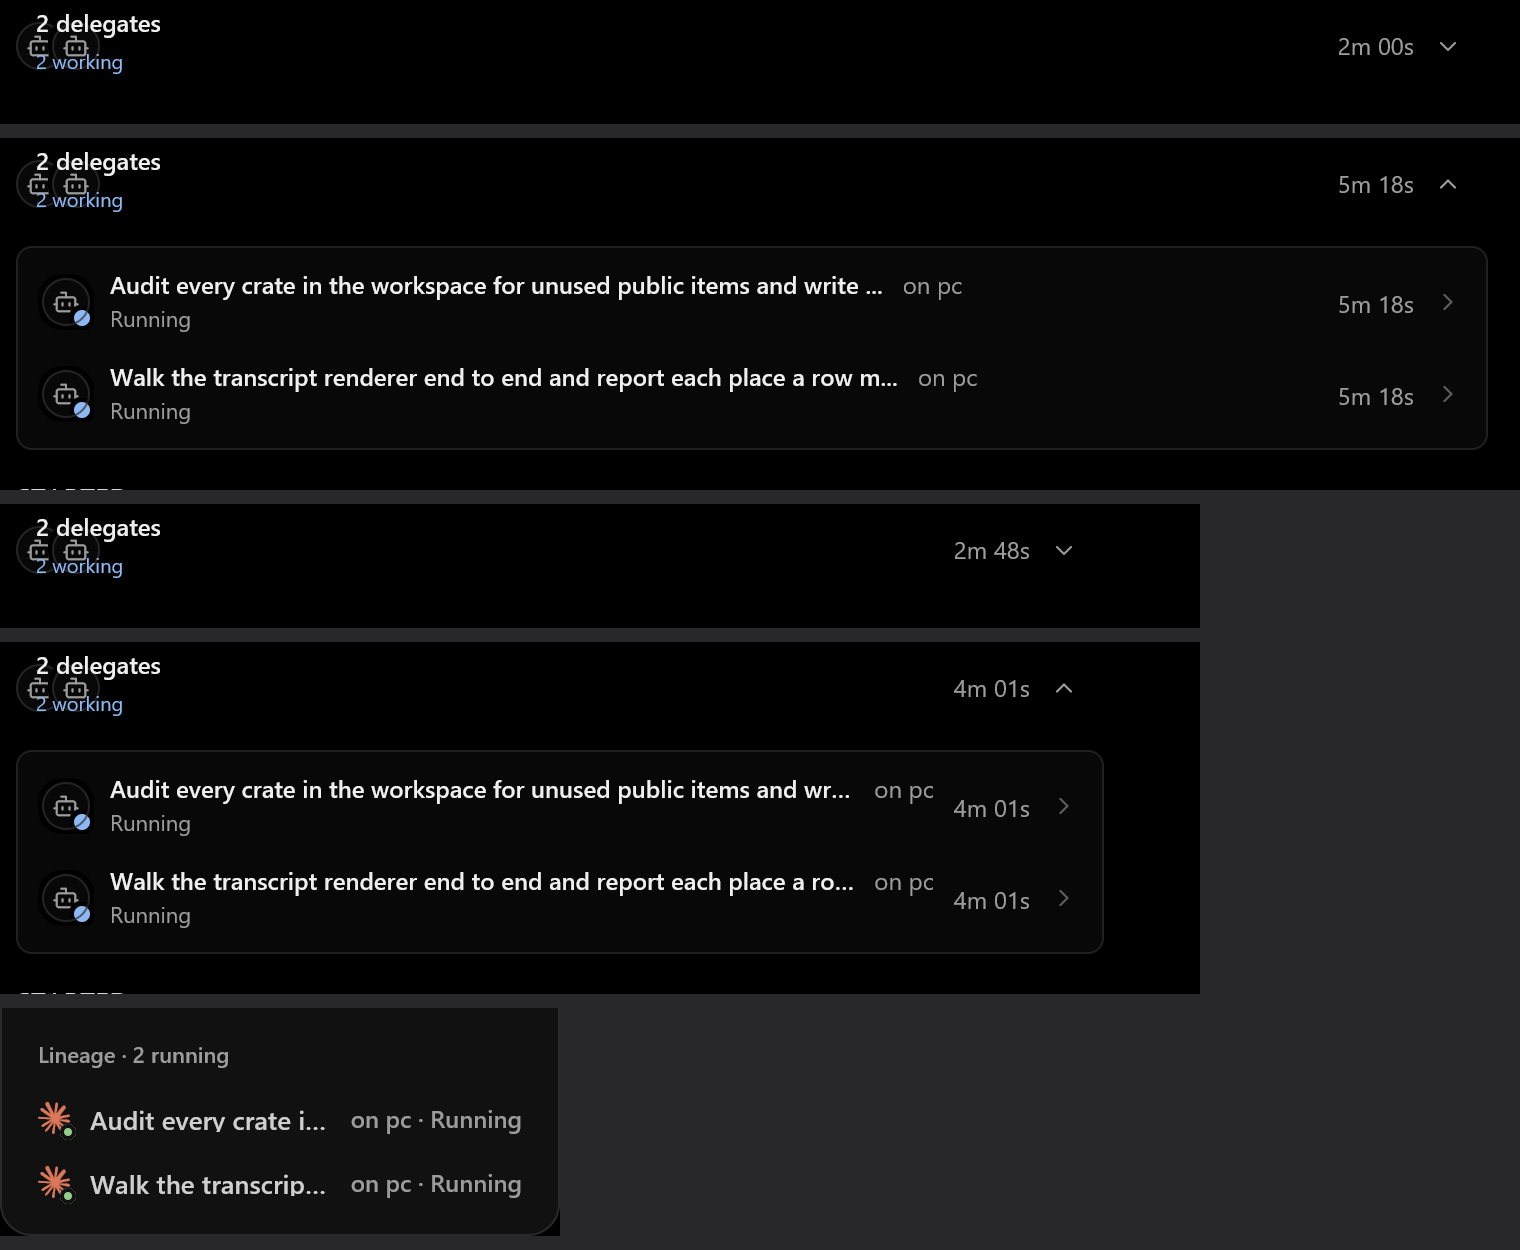 2 delegates
2 working
2m 00s
2 delegates
2 working
5m 18s
Audit every crate in the workspace for unused public items and write ... on pc
Running
5m 18s
Walk the transcript renderer end to end and report each place a row m... on pc
Running
5m 18s
2 delegates
2 working
2m 48s
2 delegates
2 working
4m 01s
Audit every crate in the workspace for unused public items and wr... on pc
Running
4m 01s
Walk the transcript renderer end to end and report each place a ro... on pc
Running
4m 01s
Lineage · 2 running
Audit every crate i... on pc · Running
Walk the transcrip... on pc · Running